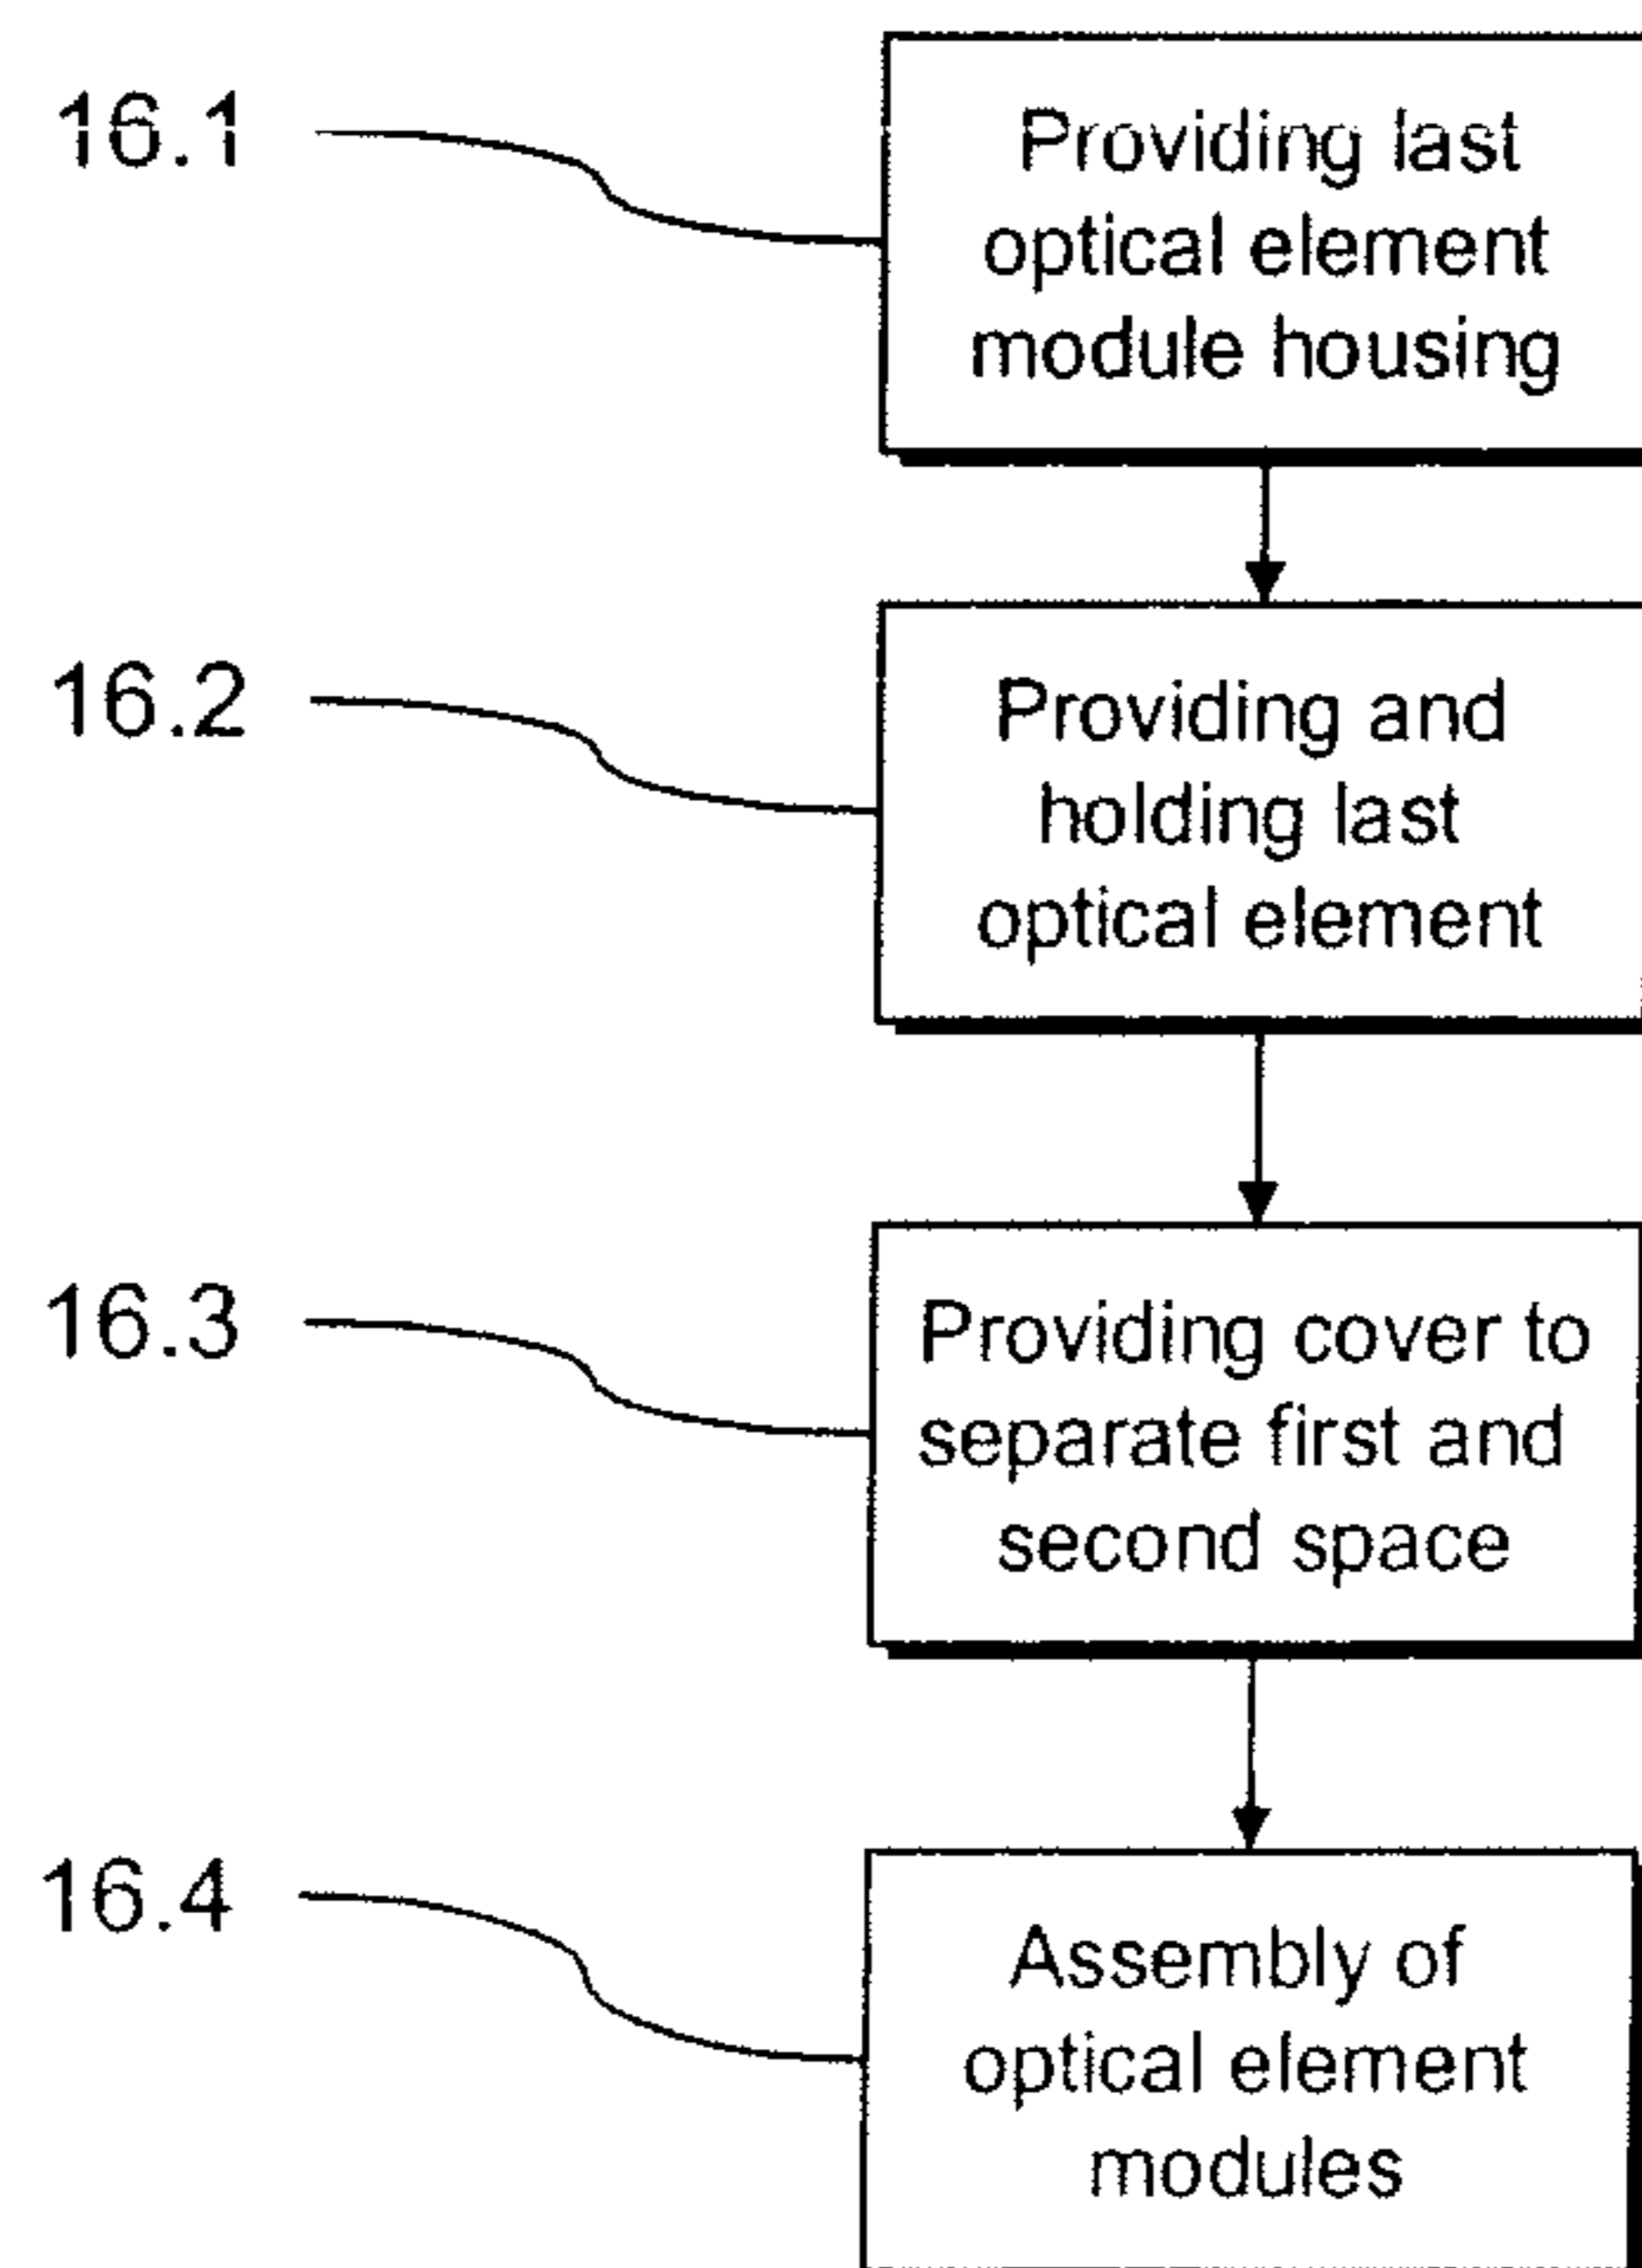 16.1
Providing last
optical element
module housing
16.2
Providing and
holding last
optical element
16.3
Providing cover to
separate first and
second space
16.4
Assembly of
optical element
modules